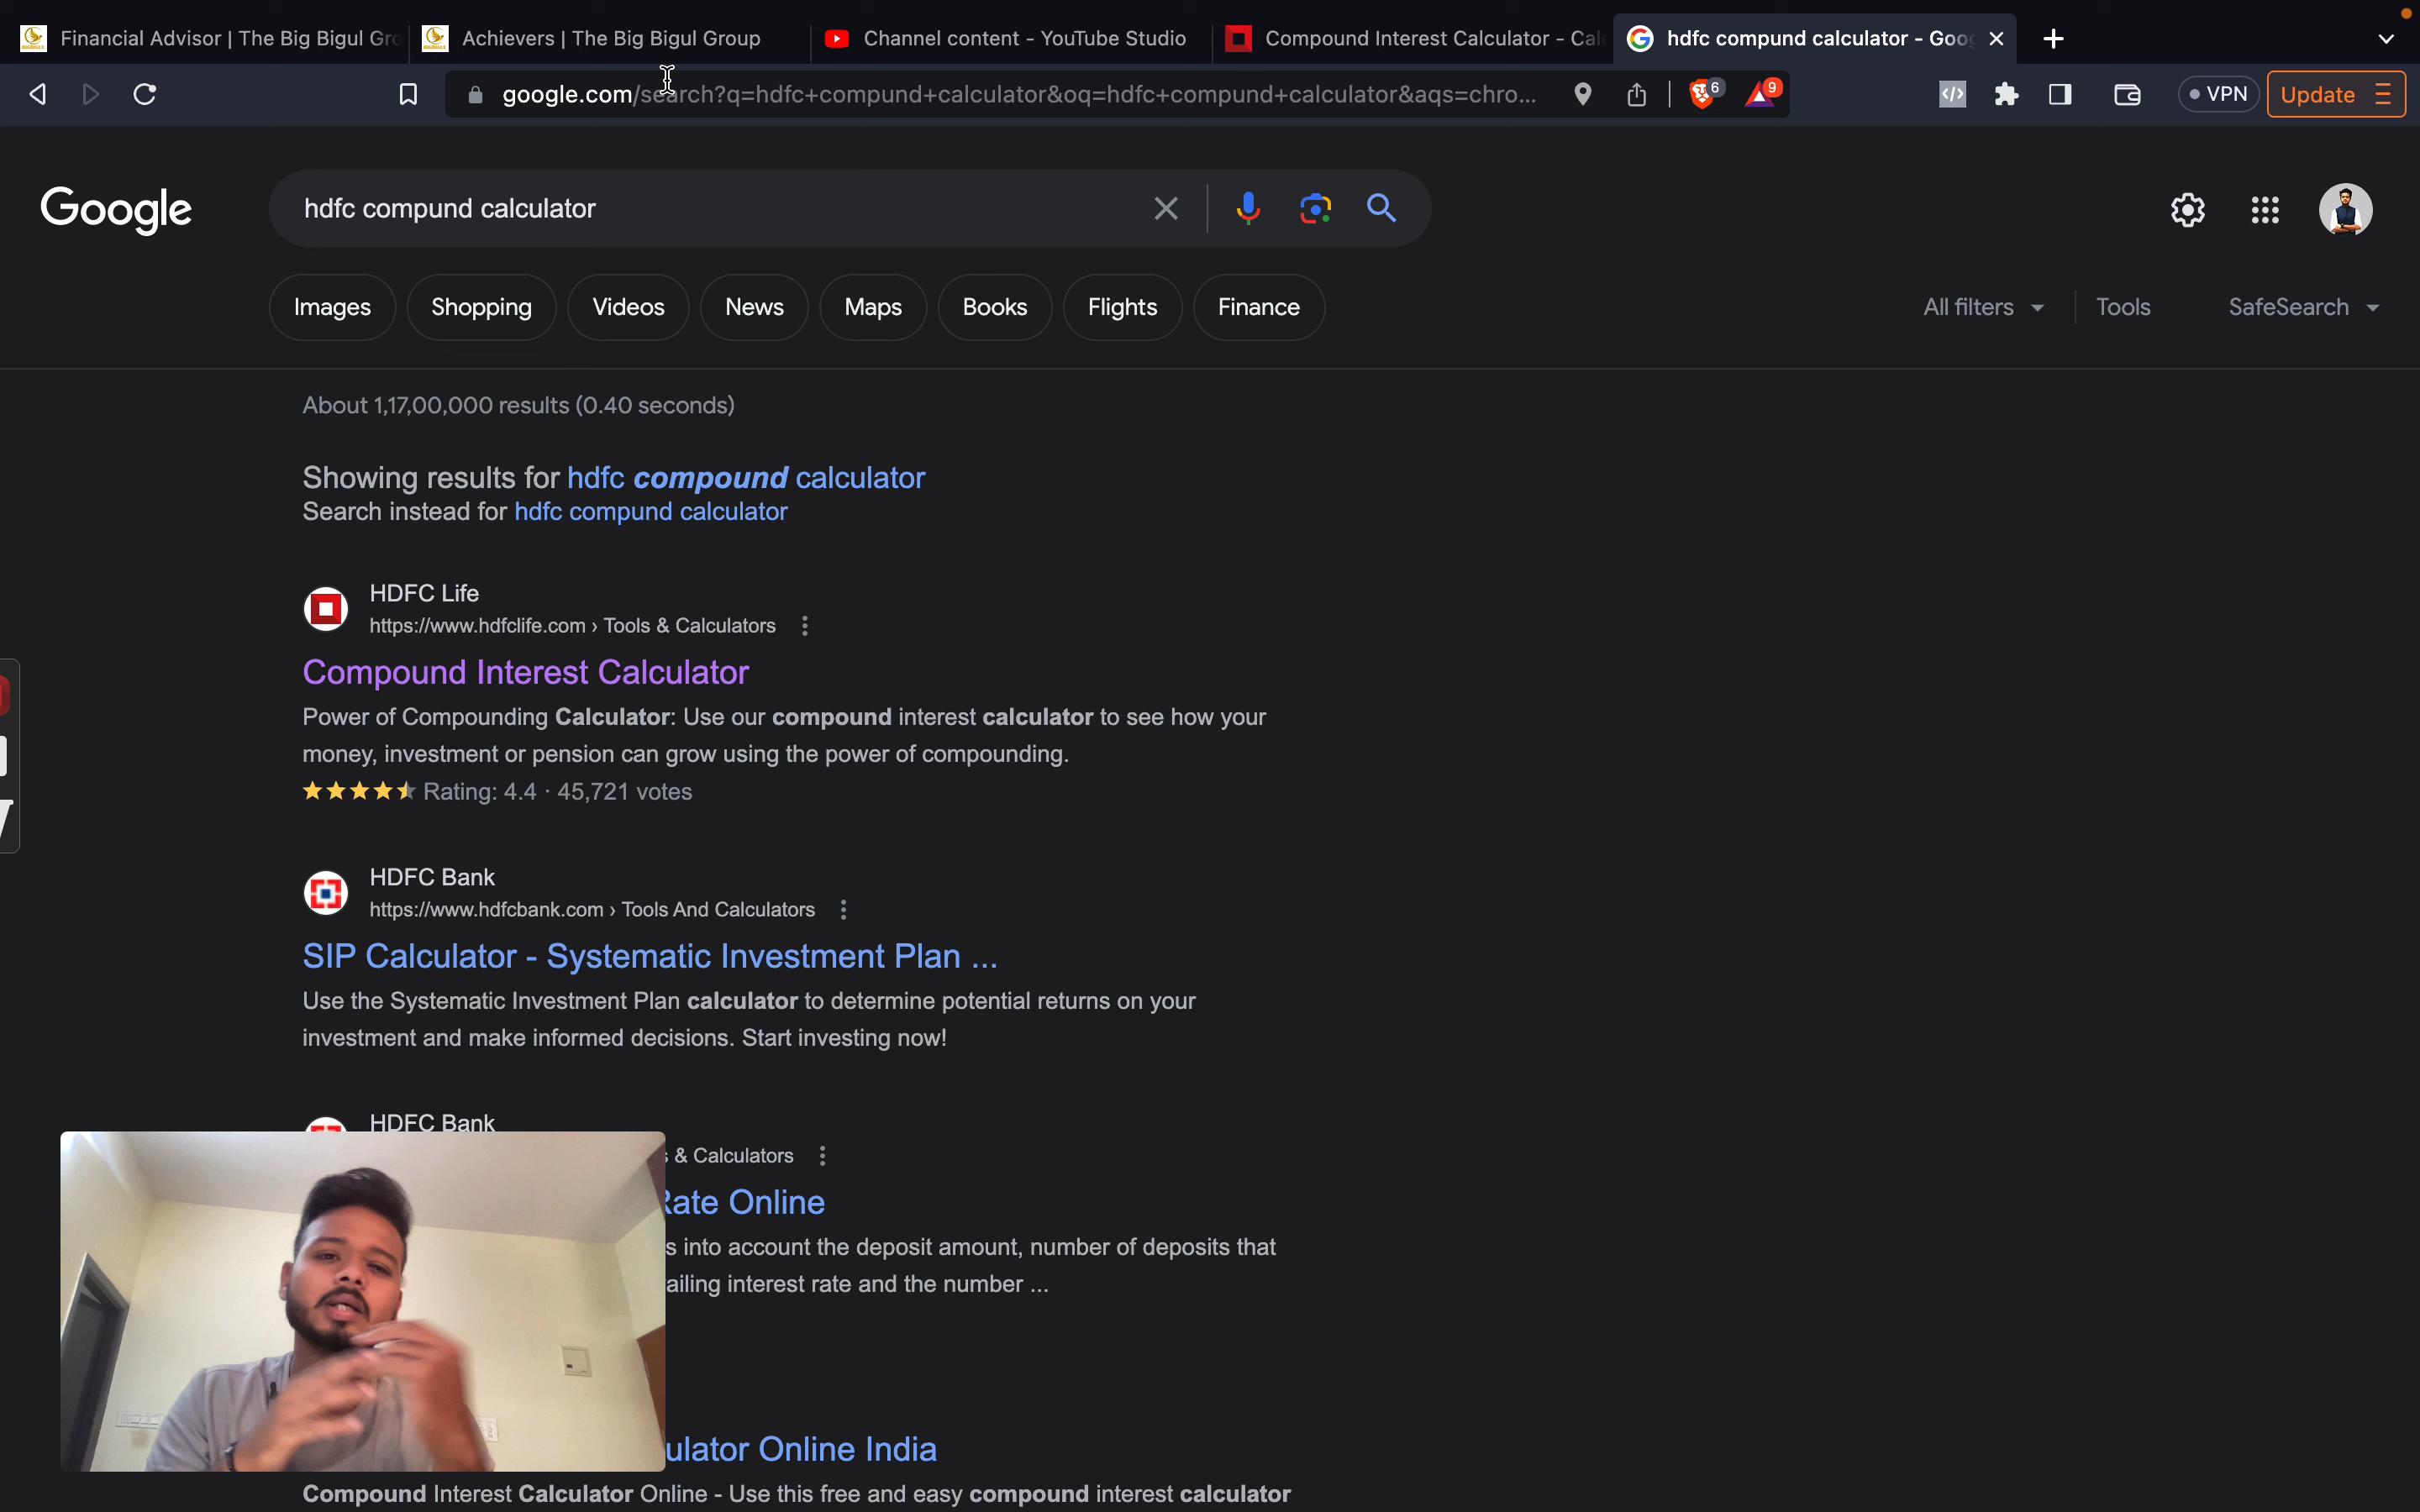 Financial Advisor | The Big Bigul Gro
Achievers | The Big Bigul Group
Channel content - YouTube Studio
Compound Interest Calculator - Calc
hdfc compund calculator - Goo
google.com/search?q=hdfc+compund+calculator&oq=hdfc+compund+calculator&aqs=chro...
6
9
VPN
Update
Google
hdfc compund calculator
Images
Shopping
Videos
News
Maps
Books
Flights
Finance
All filters
Tools
SafeSearch
About 1,17,00,000 results (0.40 seconds)
Showing results for hdfc compound calculator
Search instead for hdfc compund calculator
HDFC Life
https://www.hdfclife.com › Tools & Calculators
Compound Interest Calculator
Power of Compounding Calculator: Use our compound interest calculator to see how your
money, investment or pension can grow using the power of compounding.
Rating: 4.4 · 45,721 votes
HDFC Bank
https://www.hdfcbank.com › Tools And Calculators
SIP Calculator - Systematic Investment Plan ...
Use the Systematic Investment Plan calculator to determine potential returns on your
investment and make informed decisions. Start investing now!
HDFC Bank
& Calculators
Rate Online
s into account the deposit amount, number of deposits that
ailing interest rate and the number ...
ulator Online India
Compound Interest Calculator Online - Use this free and easy compound interest calculator